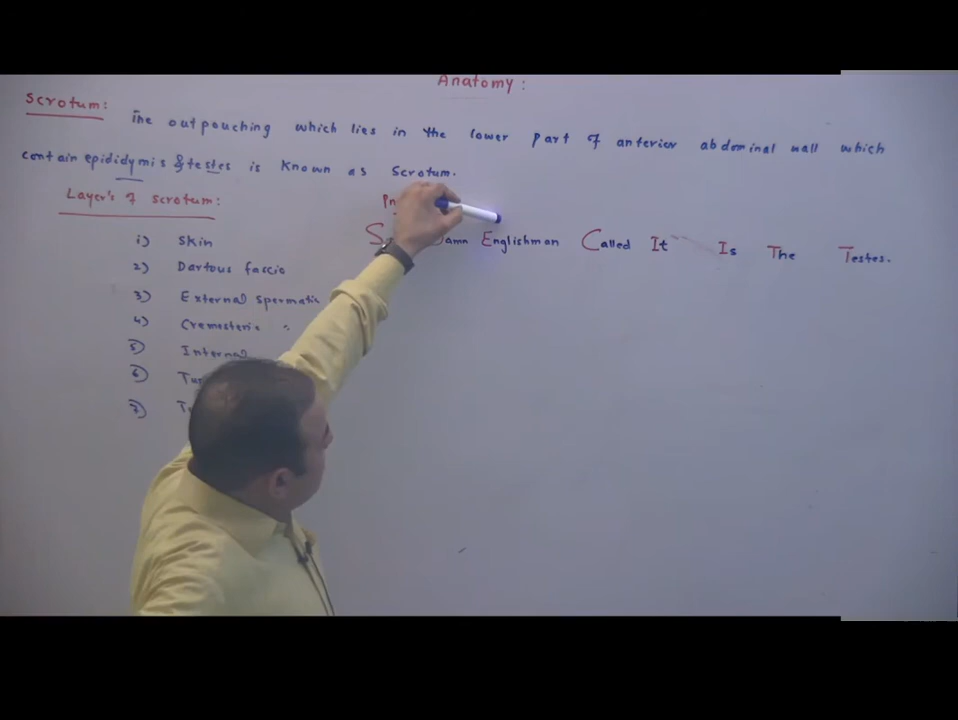 Anatomy:
Scrotum: The outpouching which lies in the lower part of anterior abdominal wall which
contain epididymis & testes is known as scrotum.
Layer's of scrotum:
i) Skin
2) Dartous fascio
3) External spermatic
4) Cremesteric "
5) Internal
6)
7)
Damn Englishman Called It Is The Testes.